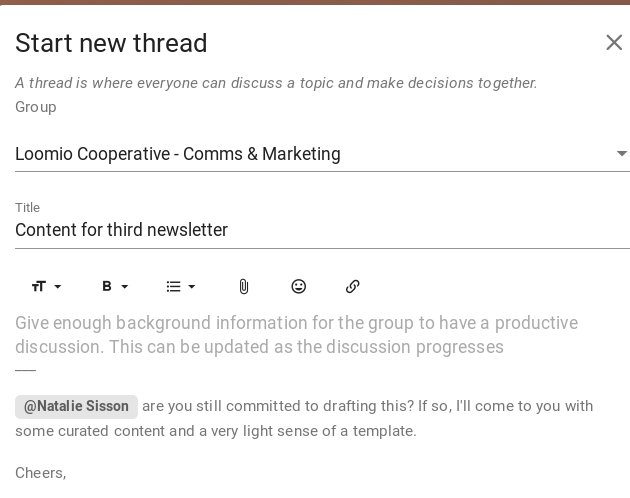 Start new thread
A thread is where everyone can discuss a topic and make decisions together.
Group
Loomio Cooperative - Comms & Marketing
Title
Content for third newsletter
B
Give enough background information for the group to have a productive
discussion. This can be updated as the discussion progresses
@Natalie Sisson are you still committed to drafting this? If so, I'll come to you with
some curated content and a very light sense of a template.
Cheers,